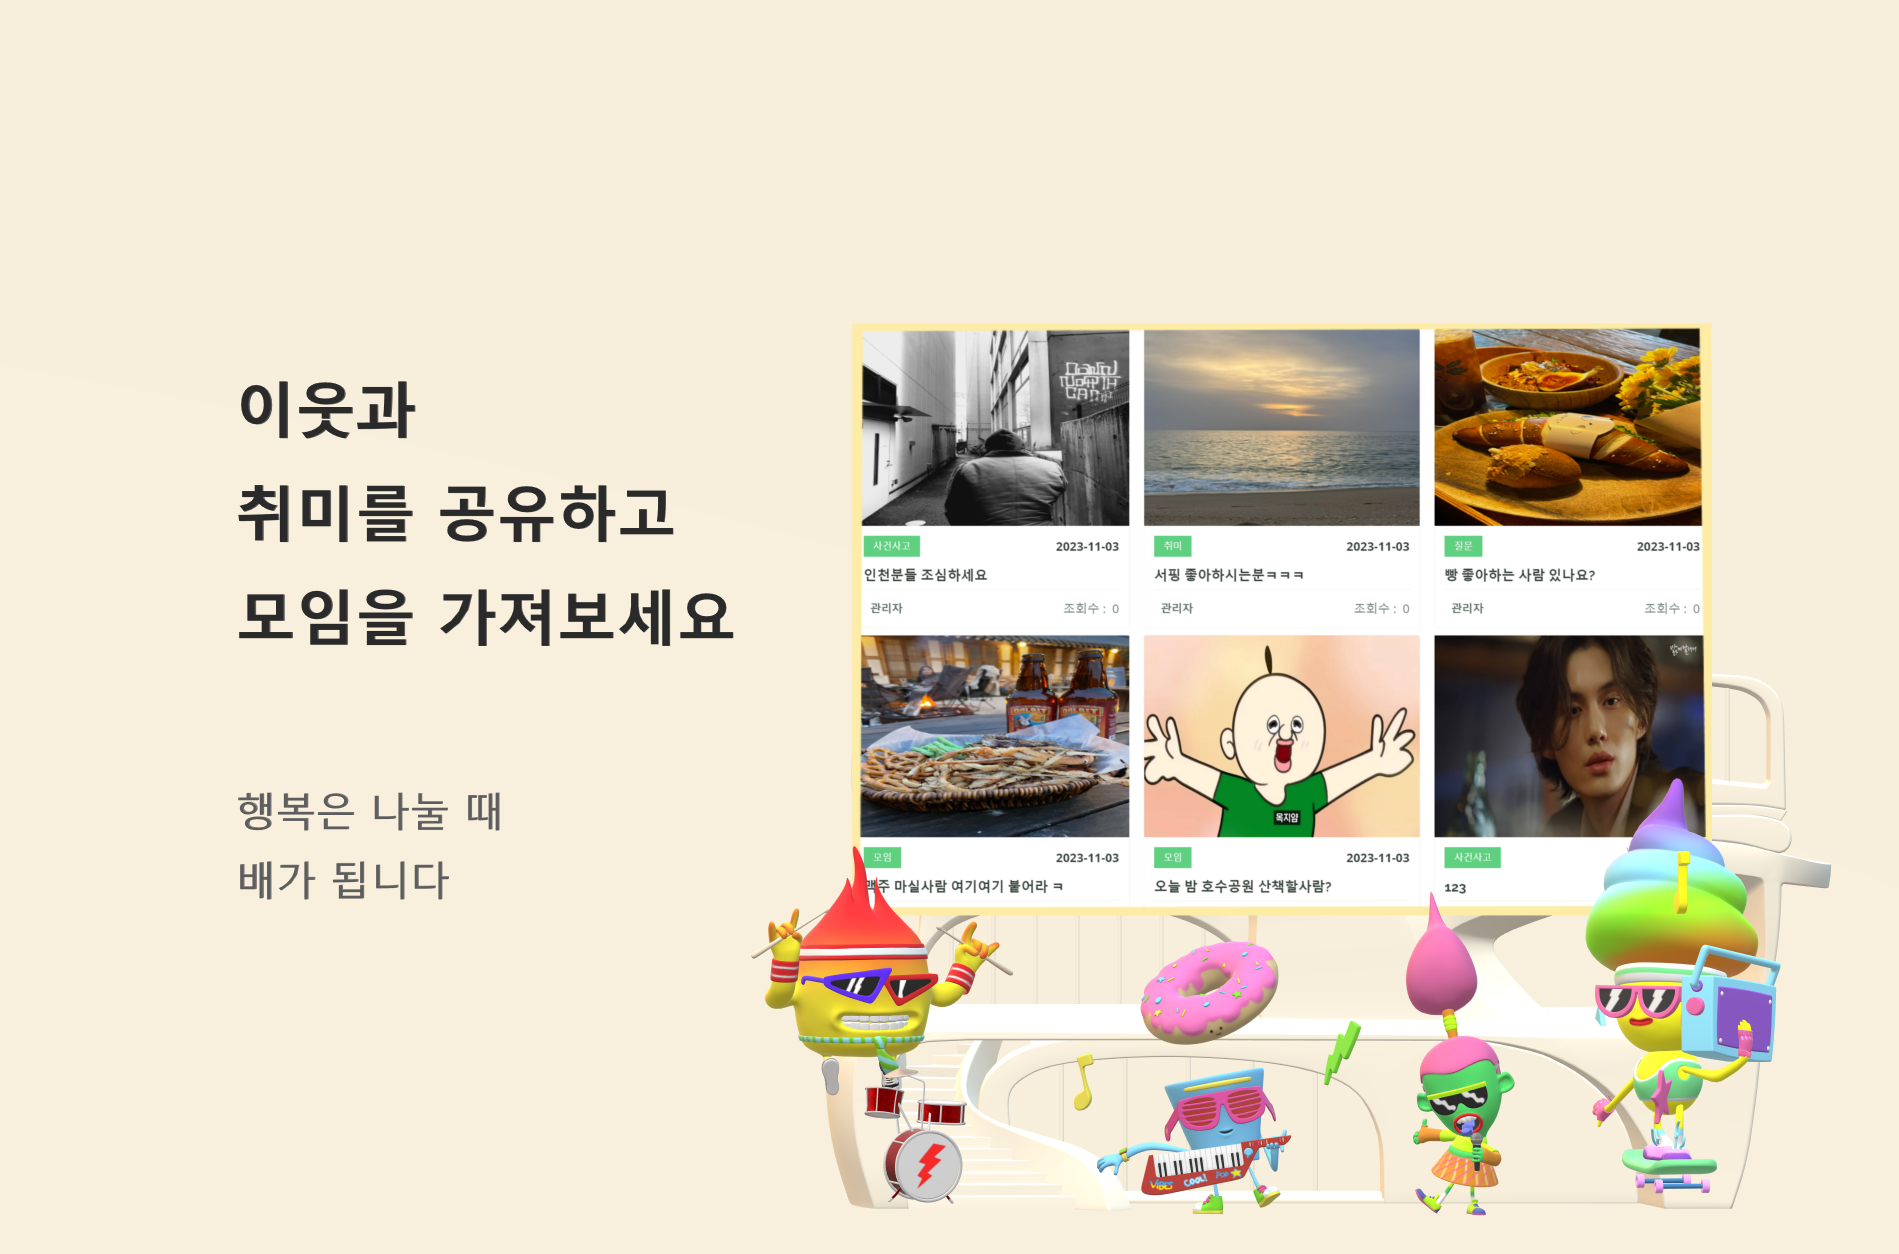 이웃과
취미를 공유하고
모임을 가져보세요
행복은 나눌 때
배가 됩니다
사건사고 2023-11-03
인천분들 조심하세요
관리자 조회수 : 0
취미 2023-11-03
서핑 좋아하시는분ㅋㅋㅋ
관리자 조회수 : 0
질문 2023-11-03
빵 좋아하는 사람 있나요?
관리자 조회수 : 0
모임 2023-11-03
맥주 마실사람 여기여기 붙어라 ㅋ
옥지얌
모임 2023-11-03
오늘 밤 호수공원 산책할사람?
사건사고
123
VIBES COOL! Pop